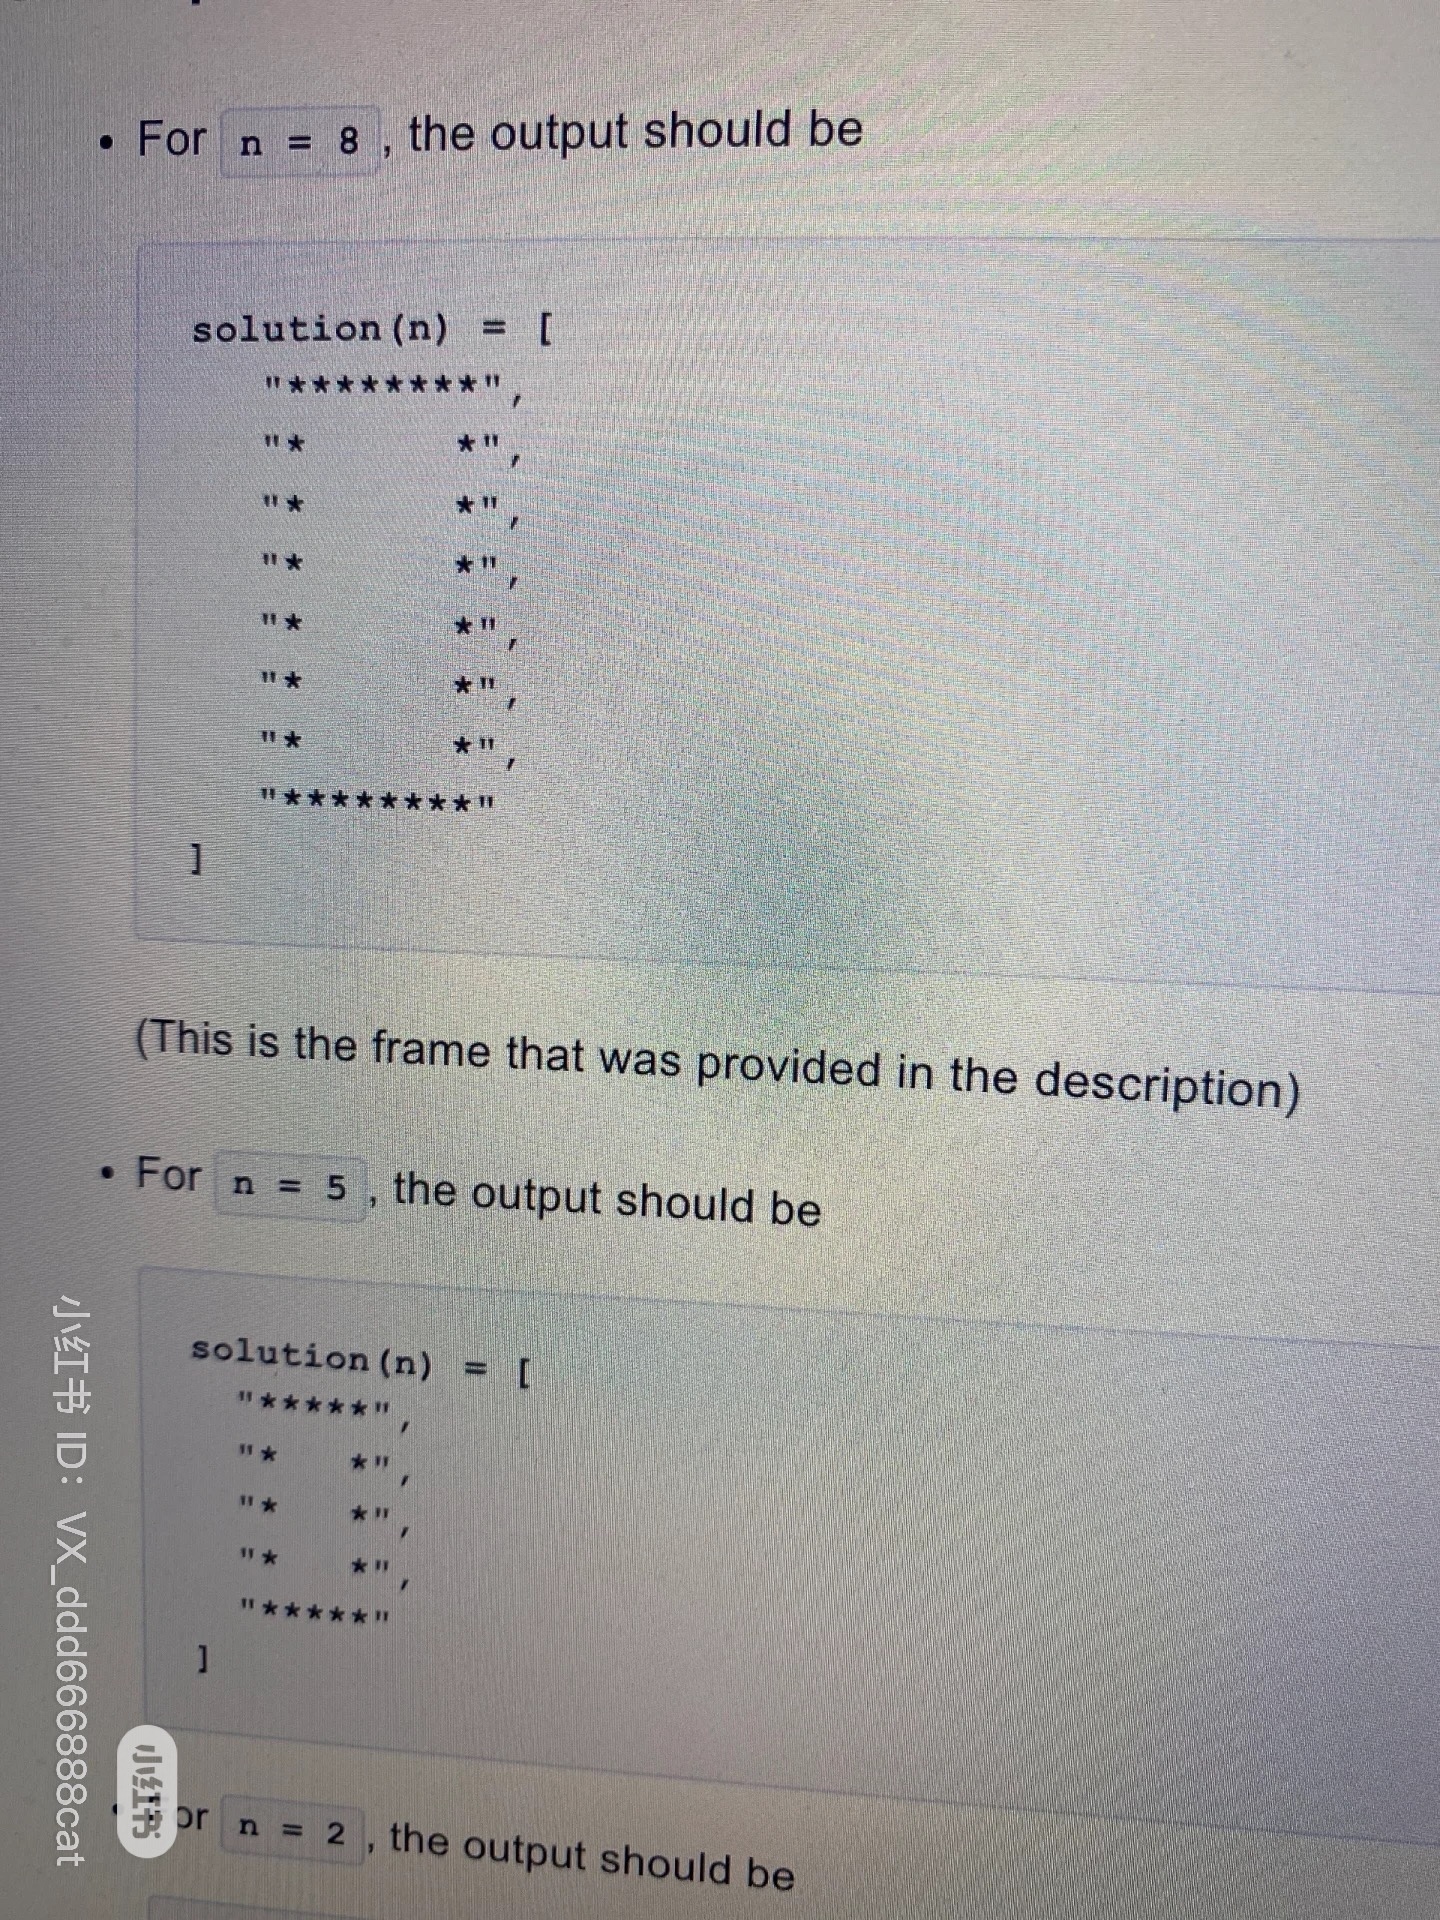 • For n = 8 , the output should be
solution(n) = [
"********",
"*      *",
"*      *",
"*      *",
"*      *",
"*      *",
"*      *",
"********"
]
(This is the frame that was provided in the description)
• For n = 5 , the output should be
solution(n) = [
"*****",
"*   *",
"*   *",
"*   *",
"*****"
]
or n = 2 , the output should be
小红书 ID: VX_ddd666888cat
小红书